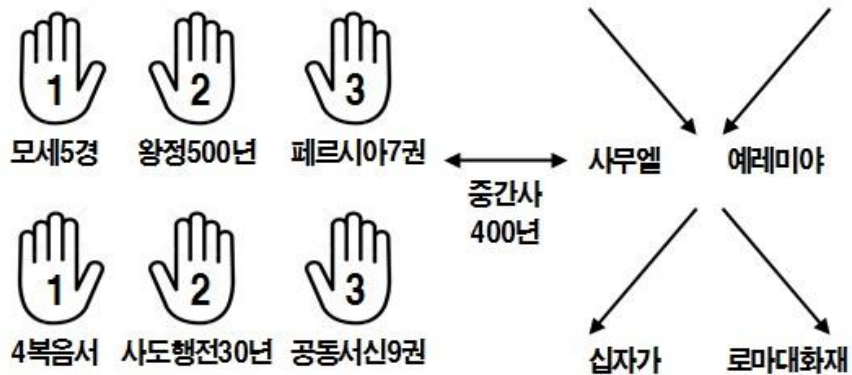 1 2 3
모세5경 왕정500년 페르시아7권
중간사
400년
사무엘 예레미야
1 2 3
4복음서 사도행전30년 공동서신9권
십자가 로마대화재